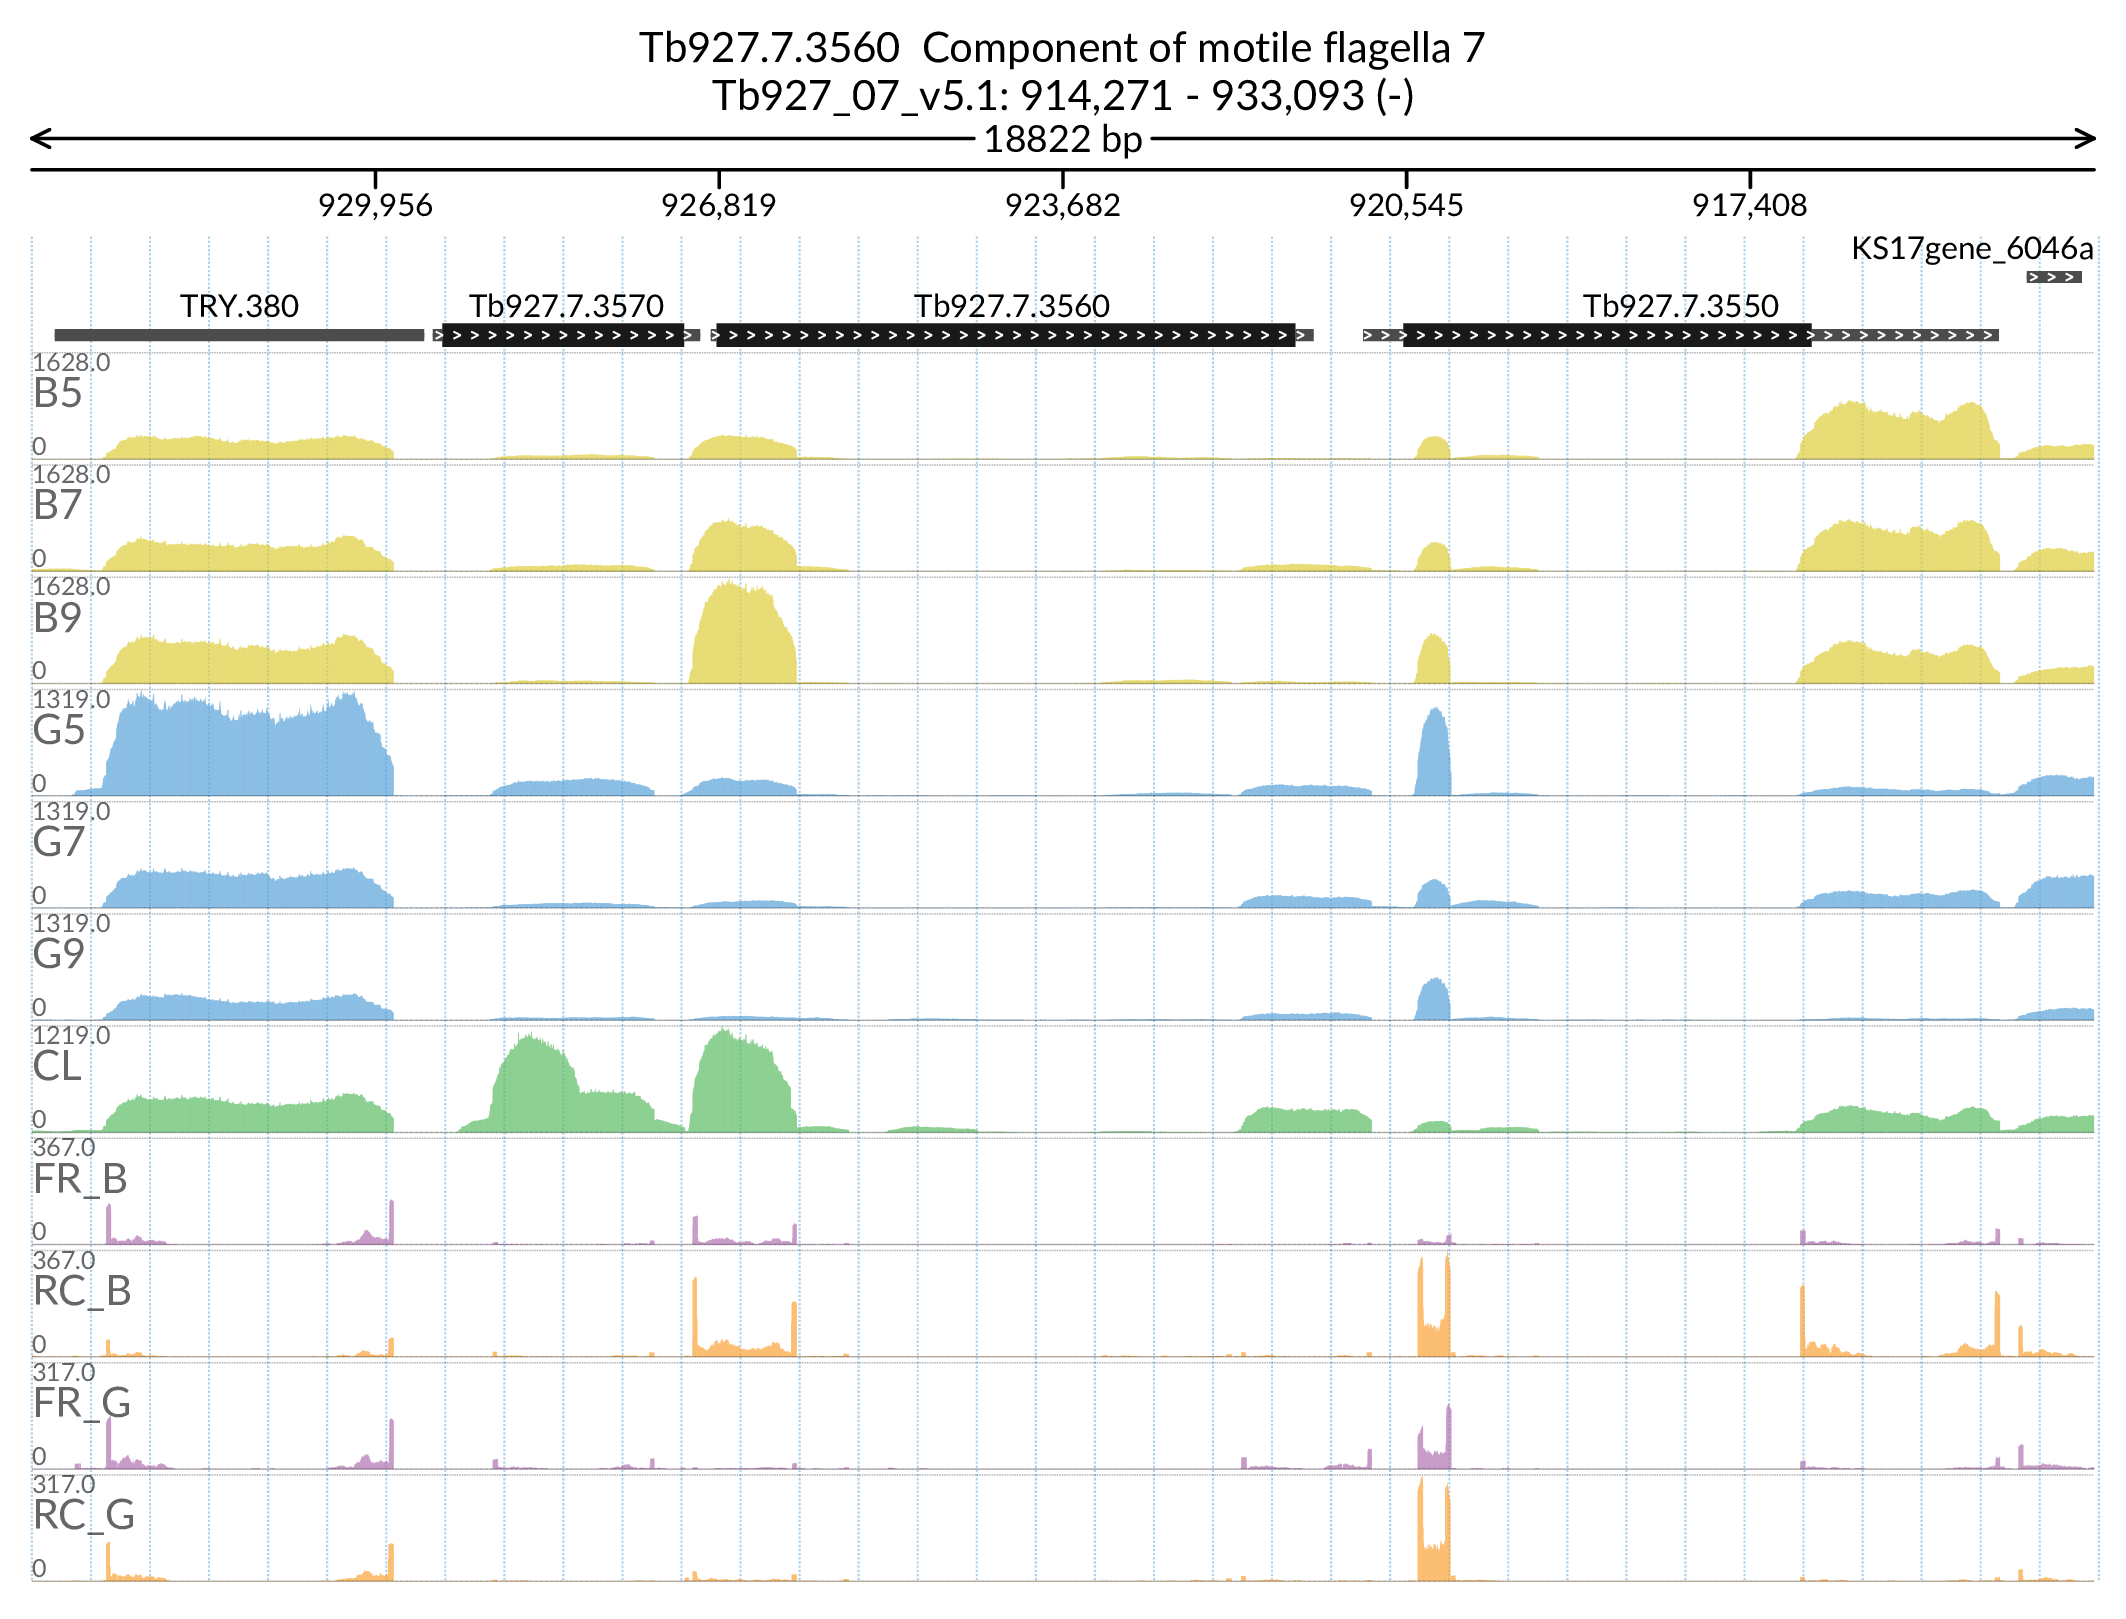 Tb927.7.3560  Component of motile flagella 7
Tb927_07_v5.1: 914,271 - 933,093 (-)
18822 bp
929,956 926,819 923,682 920,545 917,408
KS17gene_6046a
TRY.380 Tb927.7.3570 Tb927.7.3560 Tb927.7.3550
1628.0
B5
0
1628.0
B7
0
1628.0
B9
0
1319.0
G5
0
1319.0
G7
0
1319.0
G9
0
1219.0
CL
0
367.0
FR_B
0
367.0
RC_B
0
317.0
FR_G
0
317.0
RC_G
0